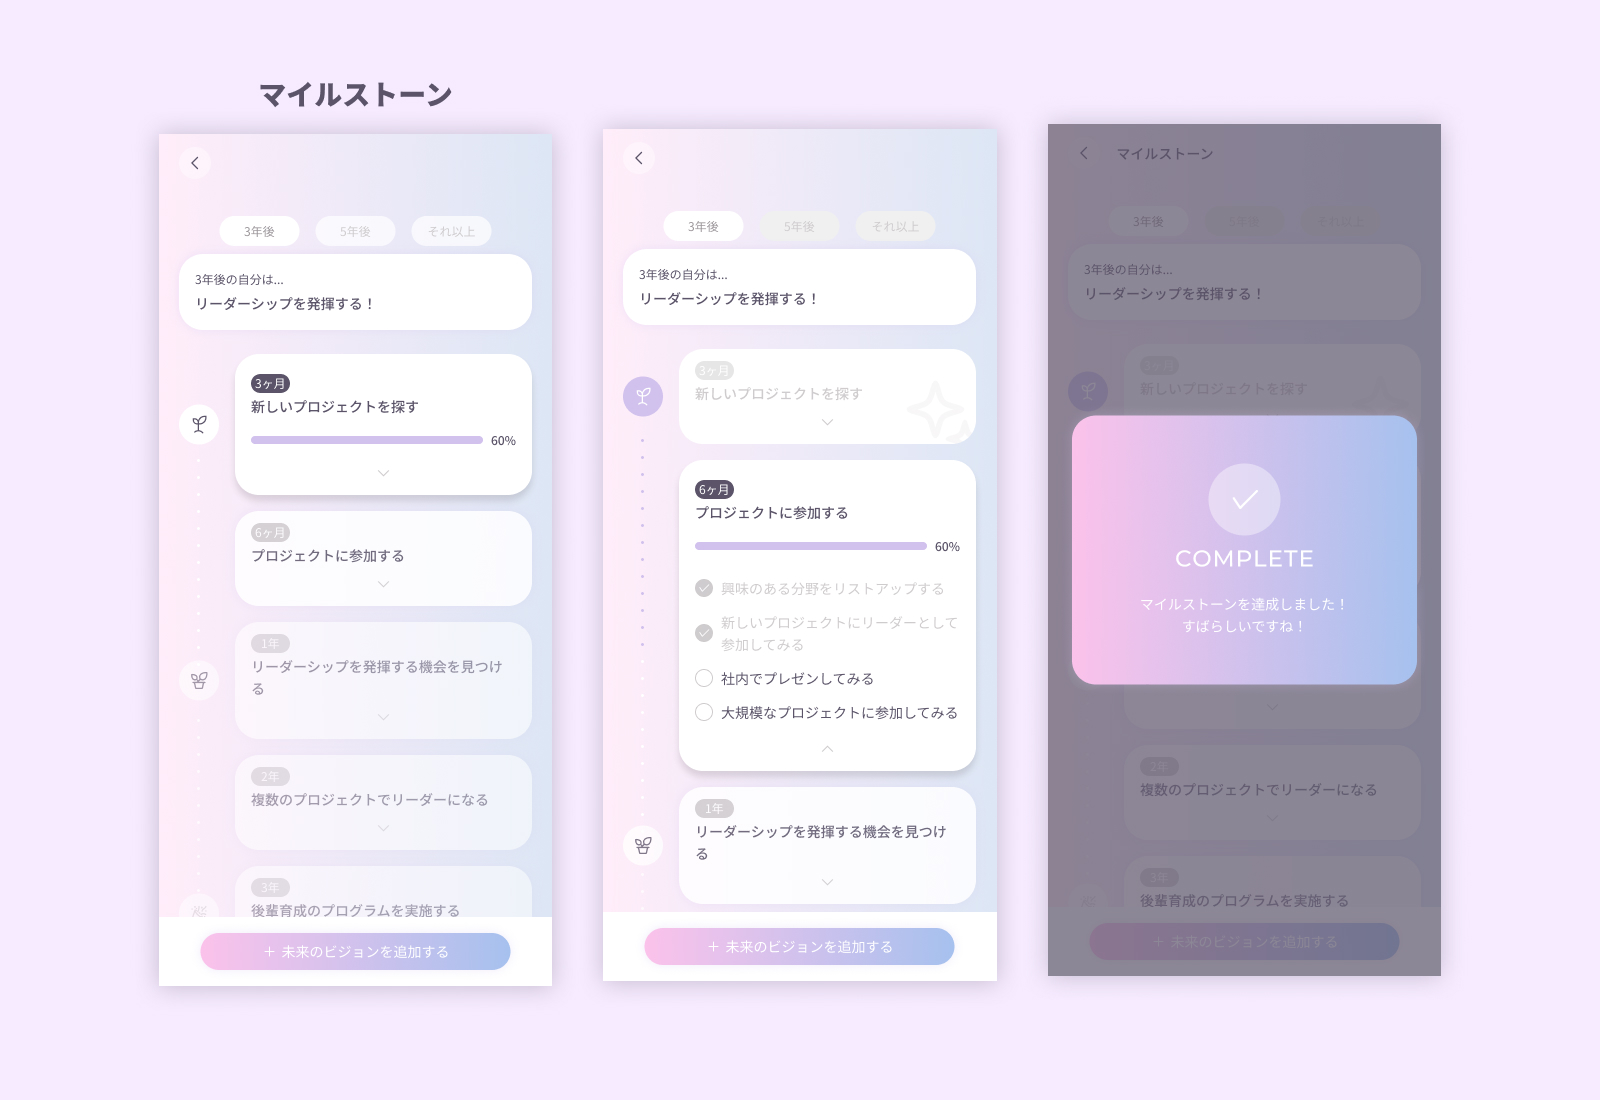 マイルストーン
3年後
5年後
それ以上
3年後の自分は...
リーダーシップを発揮する！
3ヶ月
新しいプロジェクトを探す
60%
6ヶ月
プロジェクトに参加する
1年
リーダーシップを発揮する機会を見つけ
る
2年
複数のプロジェクトでリーダーになる
3年
後輩育成のプログラムを実施する
＋ 未来のビジョンを追加する
3年後
5年後
それ以上
3年後の自分は...
リーダーシップを発揮する！
3ヶ月
新しいプロジェクトを探す
6ヶ月
プロジェクトに参加する
60%
興味のある分野をリストアップする
新しいプロジェクトにリーダーとして
参加してみる
社内でプレゼンしてみる
大規模なプロジェクトに参加してみる
1年
リーダーシップを発揮する機会を見つけ
る
＋ 未来のビジョンを追加する
マイルストーン
3年後
5年後
それ以上
3年後の自分は...
リーダーシップを発揮する！
3ヶ月
新しいプロジェクトを探す
COMPLETE
マイルストーンを達成しました！
すばらしいですね！
2年
複数のプロジェクトでリーダーになる
3年
後輩育成のプログラムを実施する
＋ 未来のビジョンを追加する